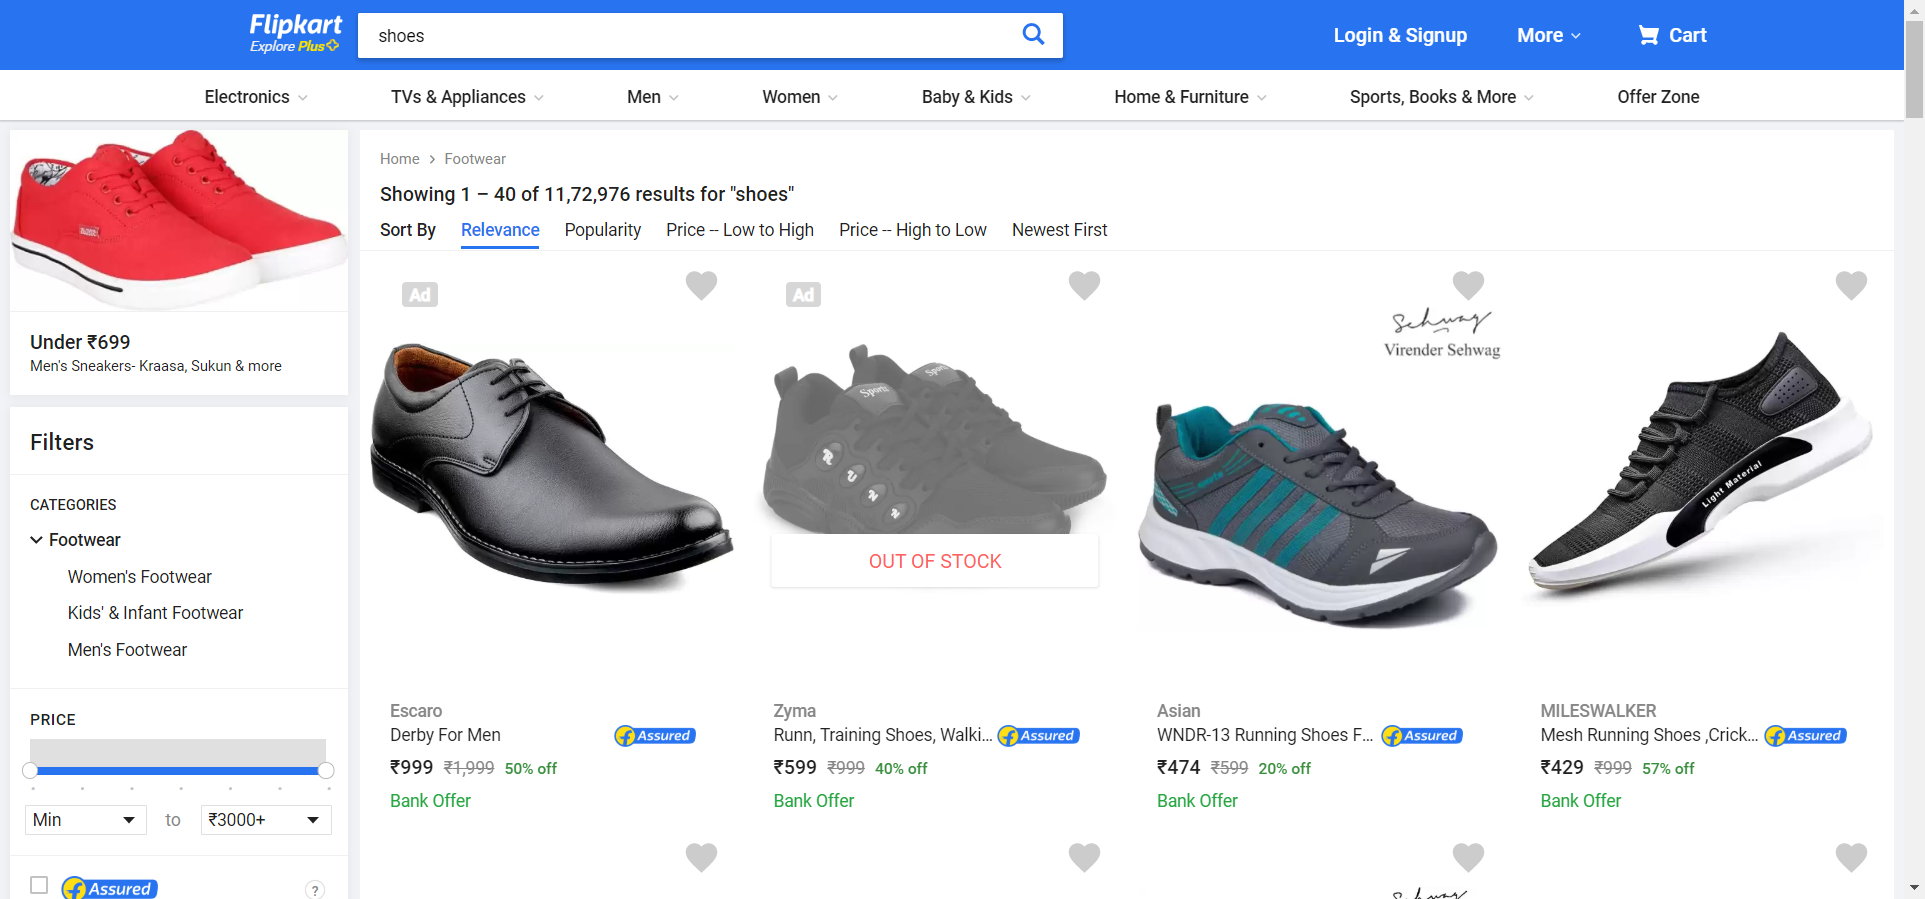 Flipkart
Explore Plus
shoes
Login & Signup
More
Cart
Electronics
TVs & Appliances
Men
Women
Baby & Kids
Home & Furniture
Sports, Books & More
Offer Zone
Under ₹699
Men's Sneakers- Kraasa, Sukun & more
Filters
CATEGORIES
Footwear
Women's Footwear
Kids' & Infant Footwear
Men's Footwear
PRICE
Min to ₹3000+
Assured ?
Home > Footwear
Showing 1 – 40 of 11,72,976 results for "shoes"
Sort By Relevance Popularity Price -- Low to High Price -- High to Low Newest First
Ad
Escaro
Derby For Men
Assured
₹999 ₹1,999 50% off
Bank Offer
Ad
Sports
Sports
RUNN
OUT OF STOCK
Zyma
Runn, Training Shoes, Walki...
Assured
₹599 ₹999 40% off
Bank Offer
Sehwag
Virender Sehwag
Asian
WNDR-13 Running Shoes F...
Assured
₹474 ₹599 20% off
Bank Offer
Light Material
MILESWALKER
Mesh Running Shoes ,Crick...
Assured
₹429 ₹999 57% off
Bank Offer